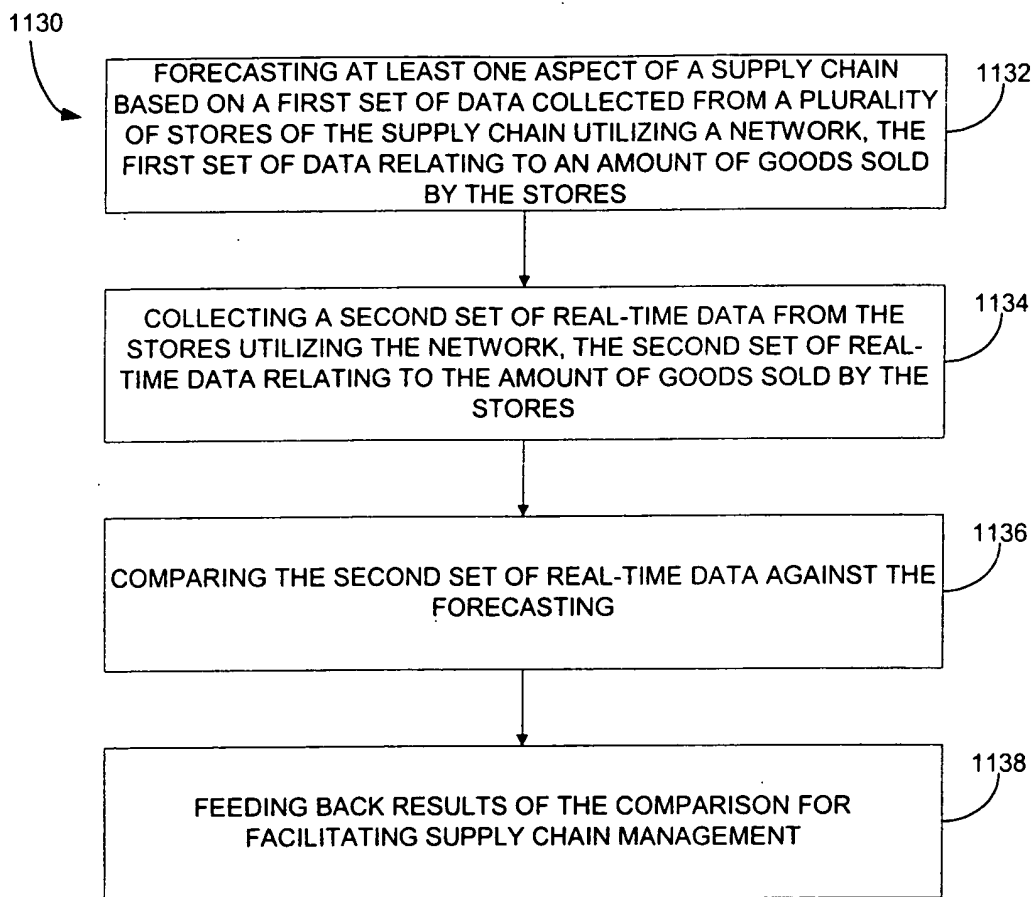 1130
FORECASTING AT LEAST ONE ASPECT OF A SUPPLY CHAIN
BASED ON A FIRST SET OF DATA COLLECTED FROM A PLURALITY
OF STORES OF THE SUPPLY CHAIN UTILIZING A NETWORK, THE
FIRST SET OF DATA RELATING TO AN AMOUNT OF GOODS SOLD
BY THE STORES
1132
COLLECTING A SECOND SET OF REAL-TIME DATA FROM THE
STORES UTILIZING THE NETWORK, THE SECOND SET OF REAL-
TIME DATA RELATING TO THE AMOUNT OF GOODS SOLD BY THE
STORES
1134
COMPARING THE SECOND SET OF REAL-TIME DATA AGAINST THE
FORECASTING
1136
FEEDING BACK RESULTS OF THE COMPARISON FOR
FACILITATING SUPPLY CHAIN MANAGEMENT
1138